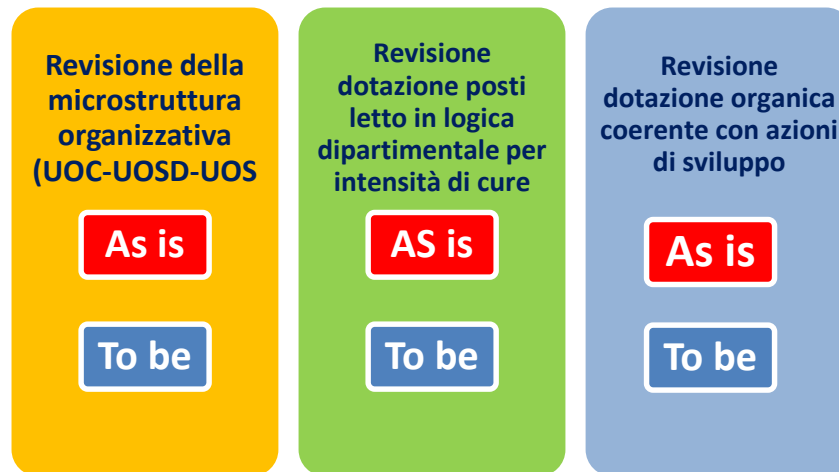 Revisione della
microstruttura
organizzativa
(UOC-UOSD-UOS
As is
To be
Revisione
dotazione posti
letto in logica
dipartimentale per
intensità di cure
AS is
To be
Revisione
dotazione organica
coerente con azioni
di sviluppo
As is
To be